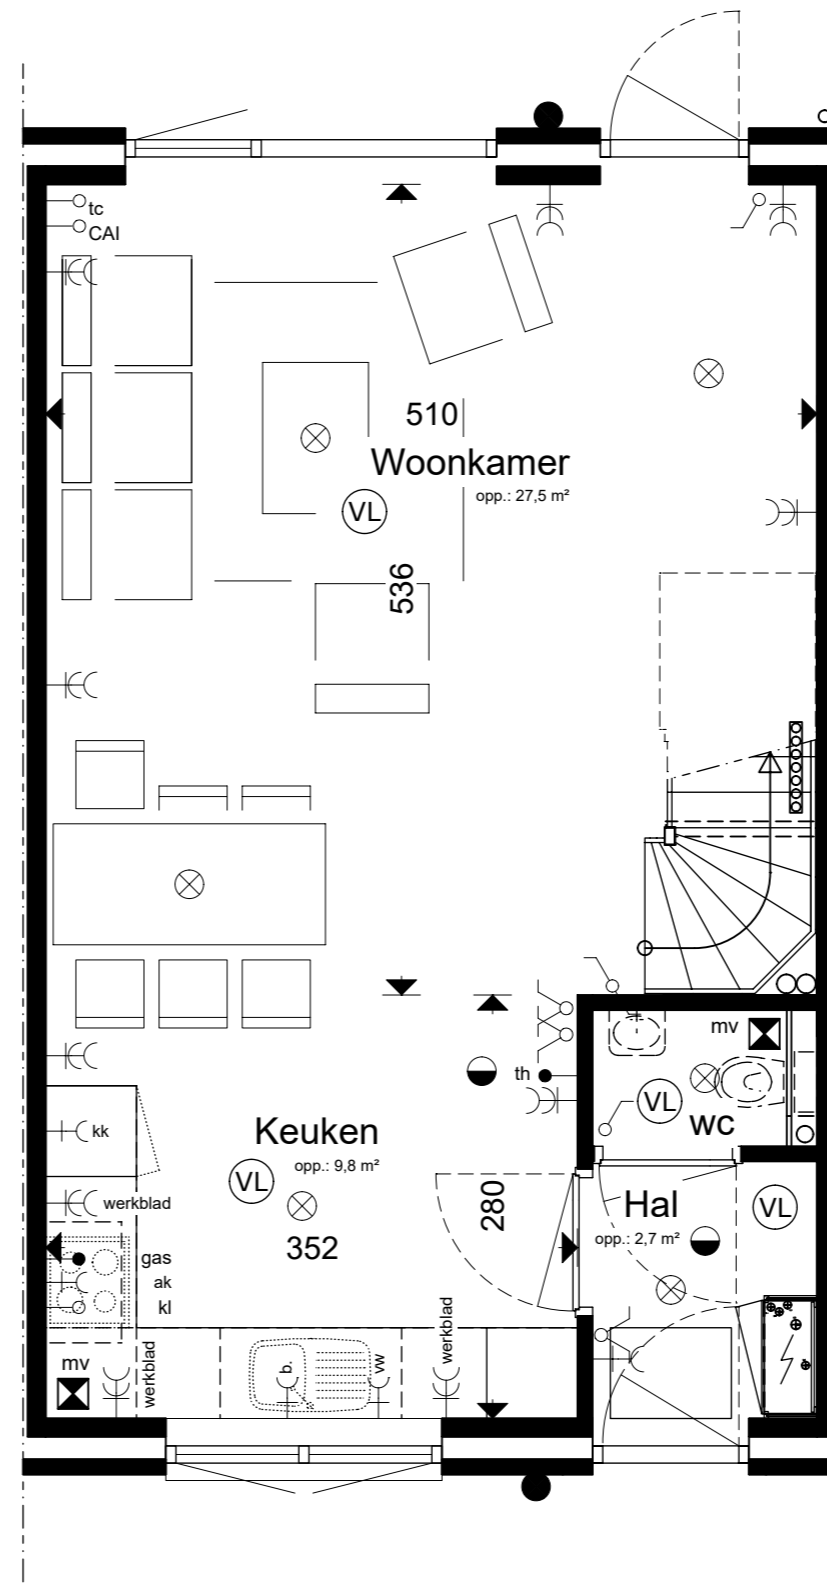 tc
CAI
510
Woonkamer
opp.: 27,5 m²
VL
536
mv
th
VL
WC
kk
Keuken
opp.: 9,8 m²
VL
werkblad
280
Hal
opp.: 2,7 m²
VL
352
gas
ak
kl
mv
werkblad
b.
vw
werkblad